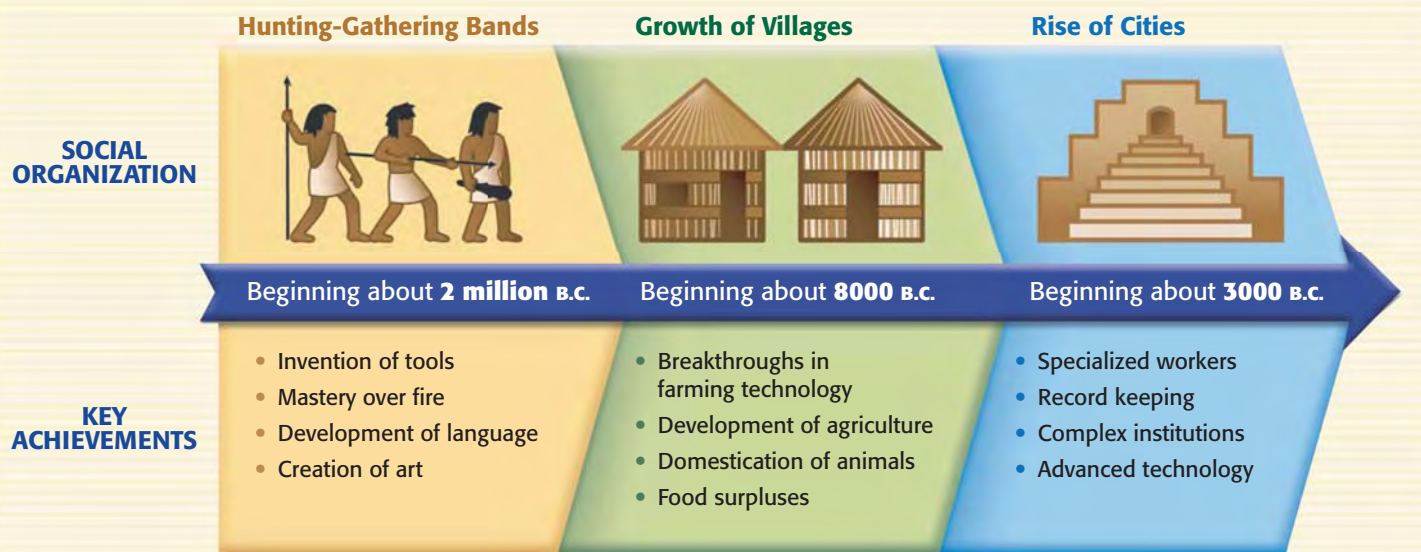 Hunting-Gathering Bands
Growth of Villages
Rise of Cities
SOCIAL
ORGANIZATION
Beginning about 2 million B.C.
Beginning about 8000 B.C.
Beginning about 3000 B.C.
KEY
ACHIEVEMENTS
• Invention of tools
• Mastery over fire
• Development of language
• Creation of art
• Breakthroughs in
farming technology
• Development of agriculture
• Domestication of animals
• Food surpluses
• Specialized workers
• Record keeping
• Complex institutions
• Advanced technology